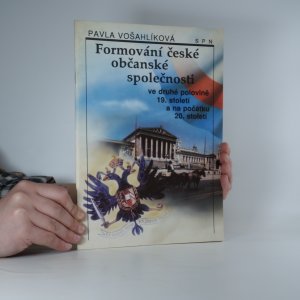 PAVLA VOŠAHLÍKOVÁ
SPN
Formování české
občanské
společnosti
ve druhé polovině
19. století
a na počátku
20. století